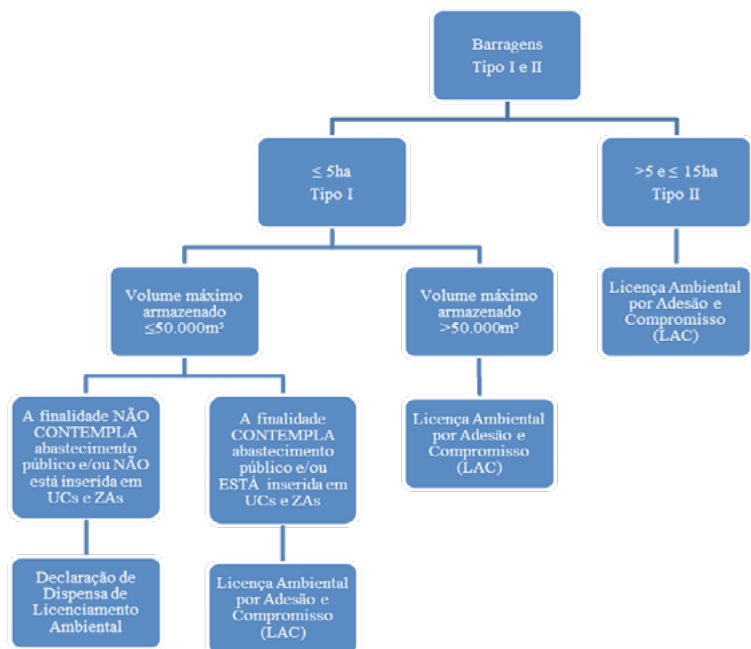 Barragens
Tipo I e II
≤ 5ha
Tipo I
>5 e ≤ 15ha
Tipo II
Volume máximo
armazenado
≤50.000m³
Volume máximo
armazenado
>50.000m³
Licença Ambiental
por Adesão e
Compromisso
(LAC)
A finalidade NÃO
CONTEMPLA
abastecimento
público e/ou NÃO
está inserida em
UCs e ZAs
A finalidade
CONTEMPLA
abastecimento
público e/ou
ESTÁ inserida em
UCs e ZAs
Licença Ambiental
por Adesão e
Compromisso
(LAC)
Declaração de
Dispensa de
Licenciamento
Ambiental
Licença Ambiental
por Adesão e
Compromisso
(LAC)